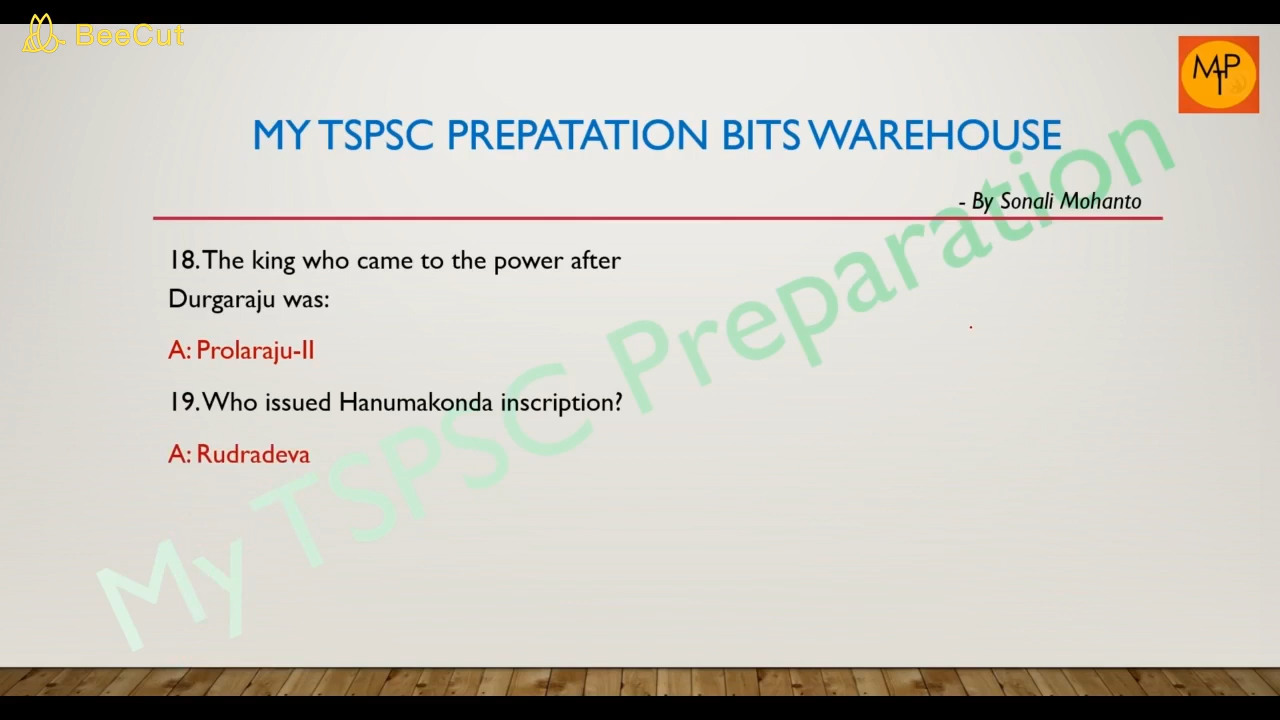 BeeCut
MTP
MY TSPSC PREPATATION BITS WAREHOUSE
- By Sonali Mohanto
18. The king who came to the power after
Durgaraju was:
A: Prolaraju-II
19. Who issued Hanumakonda inscription?
A: Rudradeva
My TSPSC Preparation